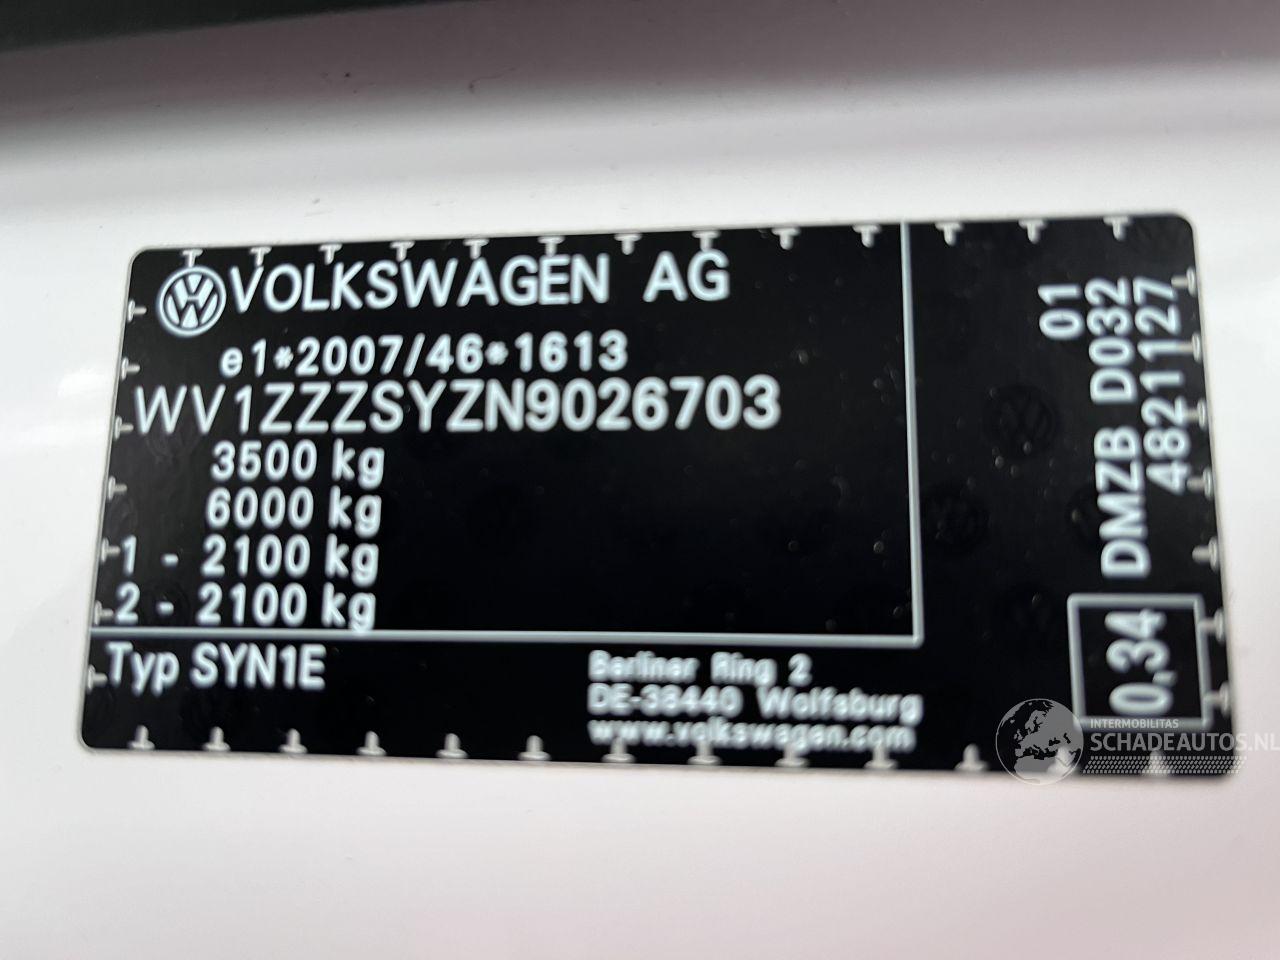 VOLKSWAGEN AG
e1*2007/46*1613
WV1ZZZSYZN9026703
3500 kg
6000 kg
1 - 2100 kg
2 - 2100 kg
Typ SYN1E
Berliner Ring 2
DE-38440 Wolfsburg
www.volkswagen.com
01
DMZB D032
4821127
0,34
INTERMOBILITAS
SCHADEAUTOS.NL